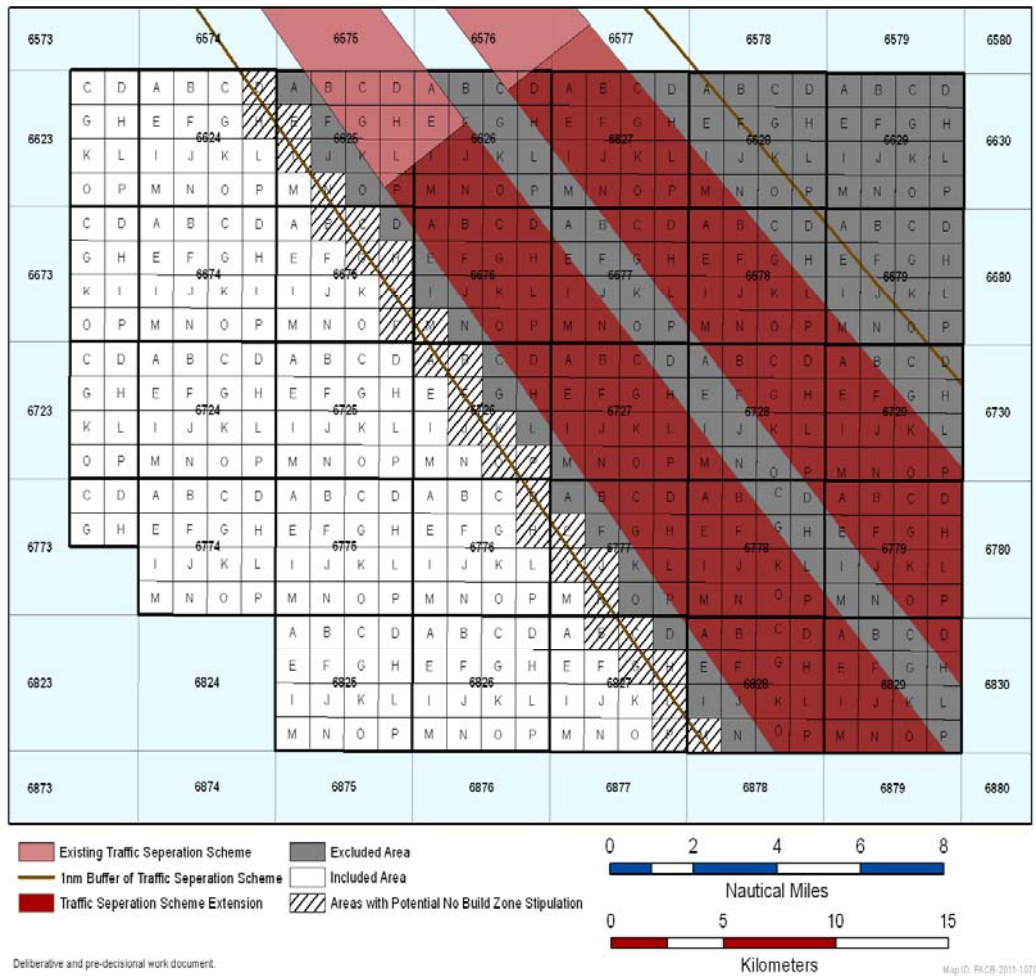 6573 6574 6575 6576 6577 6578 6579 6580
C D A B C D A B C D A B C D A B C D A B C D A B C D
G H E F G H E F G H E F G H E F G H E F G H E F G H
6623 6624 6625 6626 6627 6628 6629 6630
K L I J K L J K L I J K L I J K L I J K L I J K L
O P M N O P M N O P M N O P M N O P M N O P M N O P
C D A B C D A B C D A B C D A B C D A B C D A B C D
G H E F G H E F H E F G H E F G H E F G H E F G H
6673 6674 6675 6676 6677 6678 6679 6680
K L I J K L I J K I J K L I J K L I J K L I J K L
O P M N O P M N O P M N O P M N O P M N O P M N O P
C D A B C D A B C D A B C D A B C D A B C D A B C D
G H E F G H E F G H E F G H E F G H E F G H E F G H
6723 6724 6725 6726 6727 6728 6729 6730
K L I J K L I J K L I J K L I J K L I J K L I J K L
O P M N O P M N O P M N O P M N O P M N O P M N O P
C D A B C D A B C D A B C D A B C D A B C D A B C D
G H E F G H E F G H E F G H E F G H E F G H E F G H
6773 6774 6775 6776 6777 6778 6779 6780
I J K L I J K L I J K L I J K L I J K L I J K L
M N O P M N O P M N O P M N O P M N O P M N O P
A B C D A B C D A B C D A B C D A B C D
E F G H E F G H E F G H E F G H E F G H
6823 6824 6825 6826 6827 6828 6829 6830
I J K L I J K L I J K L I J K L I J K L
M N O P M N O P M N O P M N O P M N O P
6873 6874 6875 6876 6877 6878 6879 6880
Existing Traffic Seperation Scheme
1nm Buffer of Traffic Seperation Scheme
Traffic Seperation Scheme Extension
Excluded Area
Included Area
Areas with Potential No Build Zone Stipulation
0 2 4 6 8
Nautical Miles
0 5 10 15
Kilometers
Deliberative and pre-decisional work document.